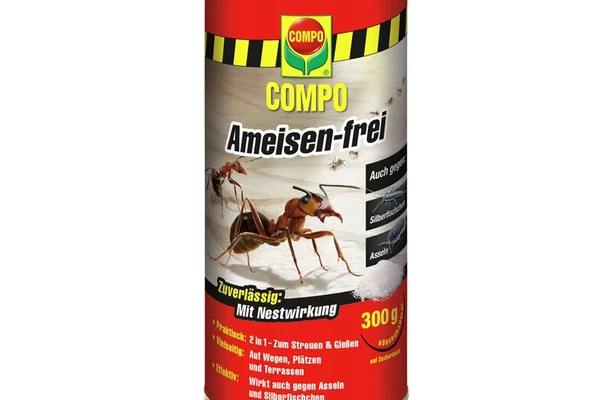 COMPO
®
COMPO
Ameisen-frei
Auch gegen:
Silberfischchen
Asseln
Zuverlässig:
Mit Nestwirkung
300 g
• Praktisch: 2 in 1 - Zum Streuen & Gießen
• Vielseitig: Auf Wegen, Plätzen
und Terrassen
• Effektiv: Wirkt auch gegen Asseln
und Silberfischchen